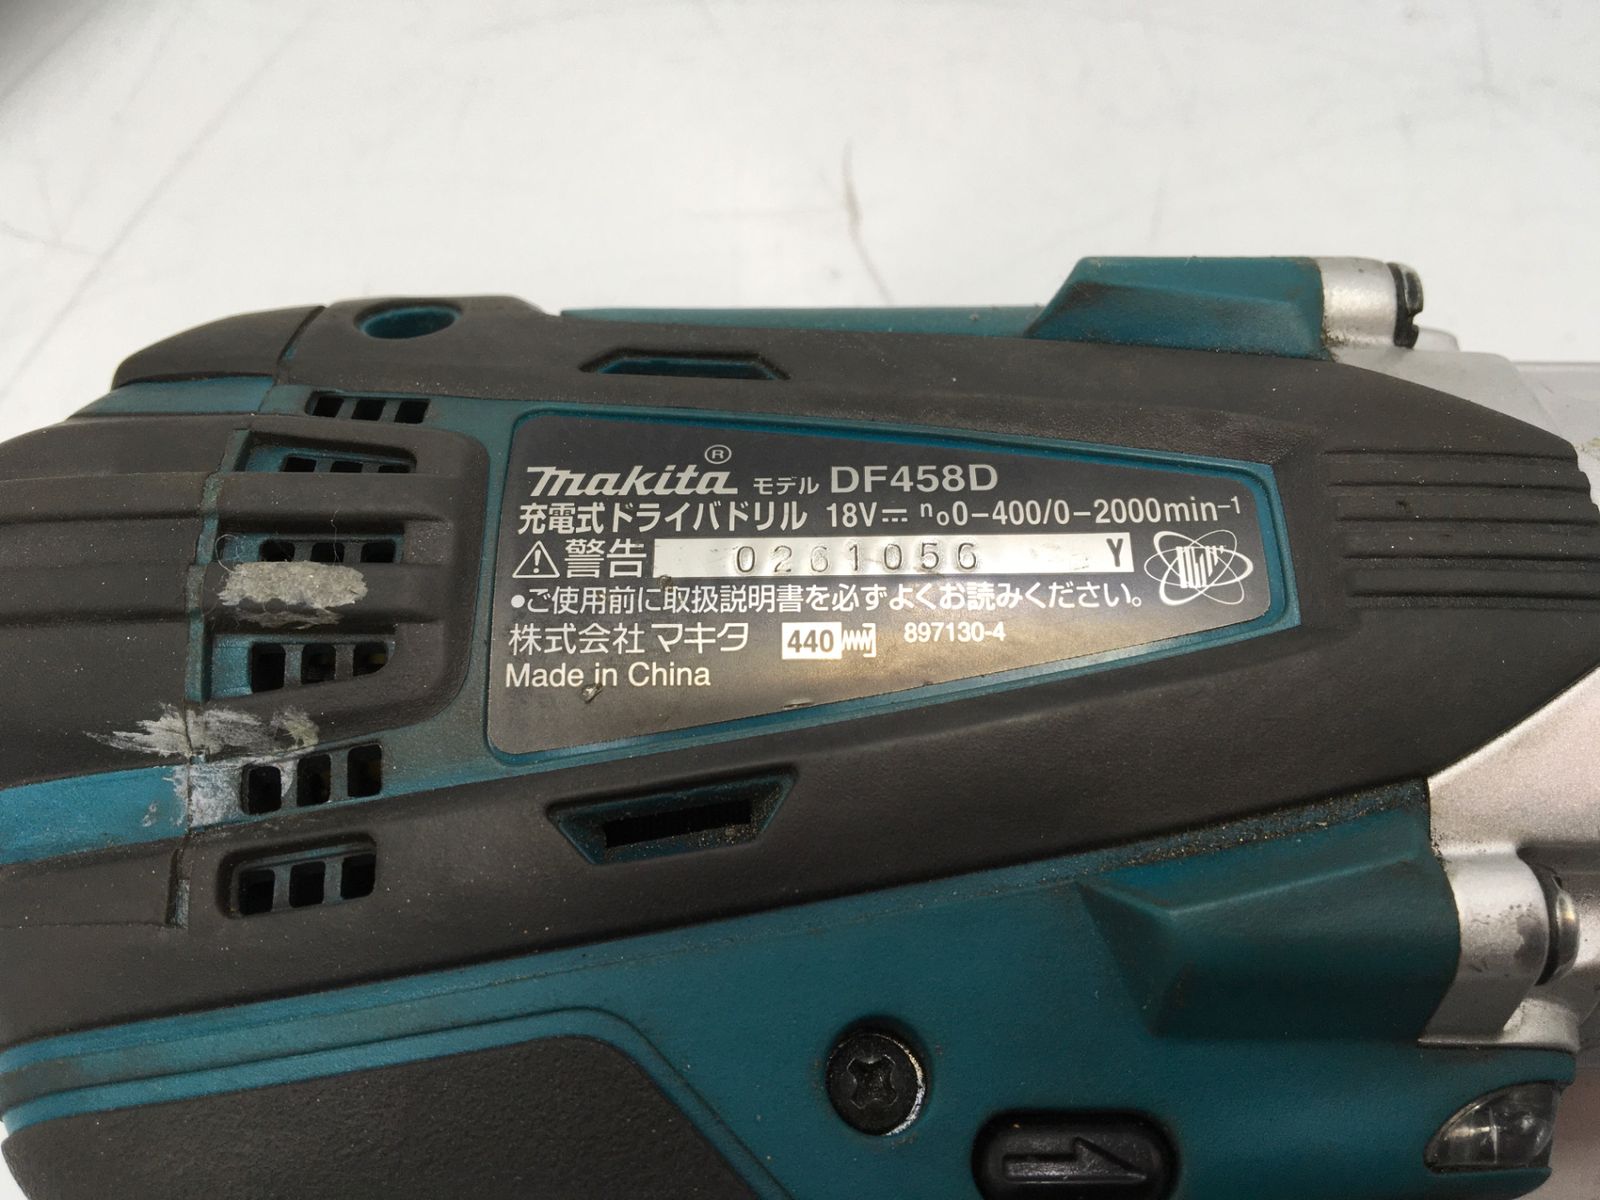 makita® モデル DF458D
充電式ドライバドリル 18V⎓ n₀0-400/0-2000min⁻¹
⚠警告 0261056 Y
●ご使用前に取扱説明書を必ずよくお読みください。
株式会社 マキタ 440 897130-4
Made in China